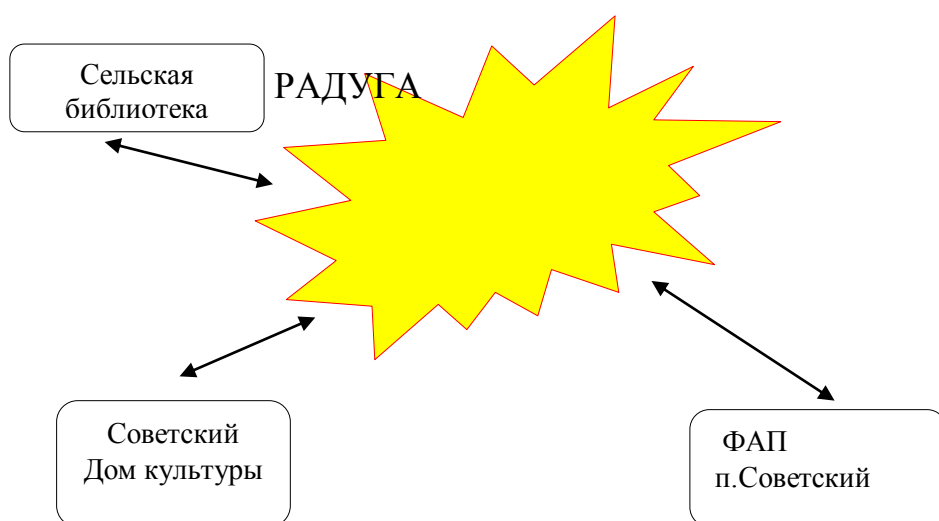 Сельская
библиотека
РАДУГА
Советский
Дом культуры
ФАП
п.Советский